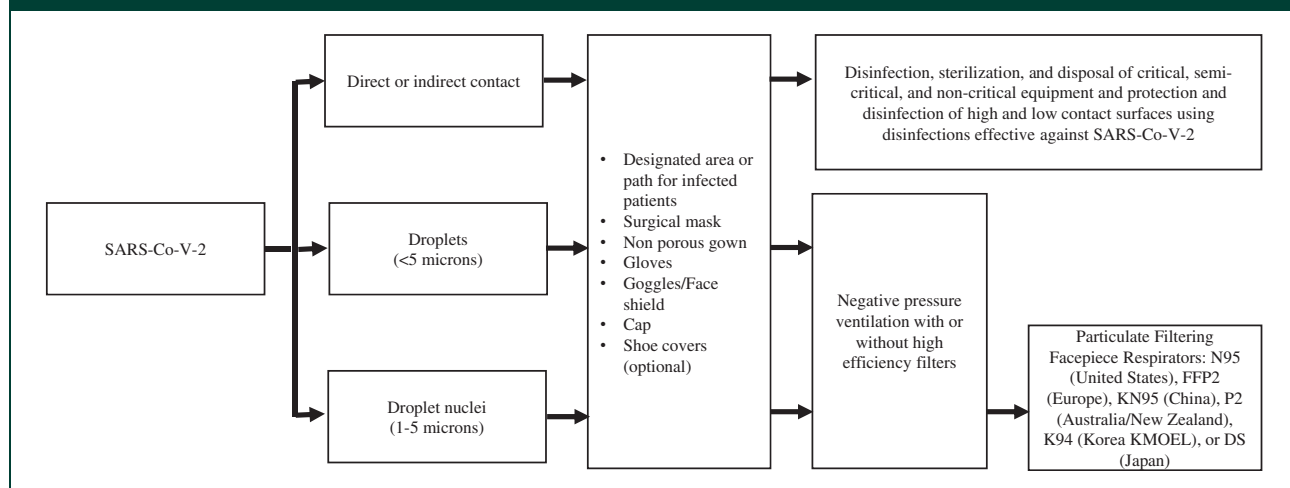 SARS-Co-V-2
Direct or indirect contact
Droplets
(<5 microns)
Droplet nuclei
(1-5 microns)
• Designated area or
path for infected
patients
• Surgical mask
• Non porous gown
• Gloves
• Goggles/Face
shield
• Cap
• Shoe covers
(optional)
Disinfection, sterilization, and disposal of critical, semi-
critical, and non-critical equipment and protection and
disinfection of high and low contact surfaces using
disinfections effective against SARS-Co-V-2
Negative pressure
ventilation with or
without high
efficiency filters
Particulate Filtering
Facepiece Respirators: N95
(United States), FFP2
(Europe), KN95 (China), P2
(Australia/New Zealand),
K94 (Korea KMOEL), or DS
(Japan)